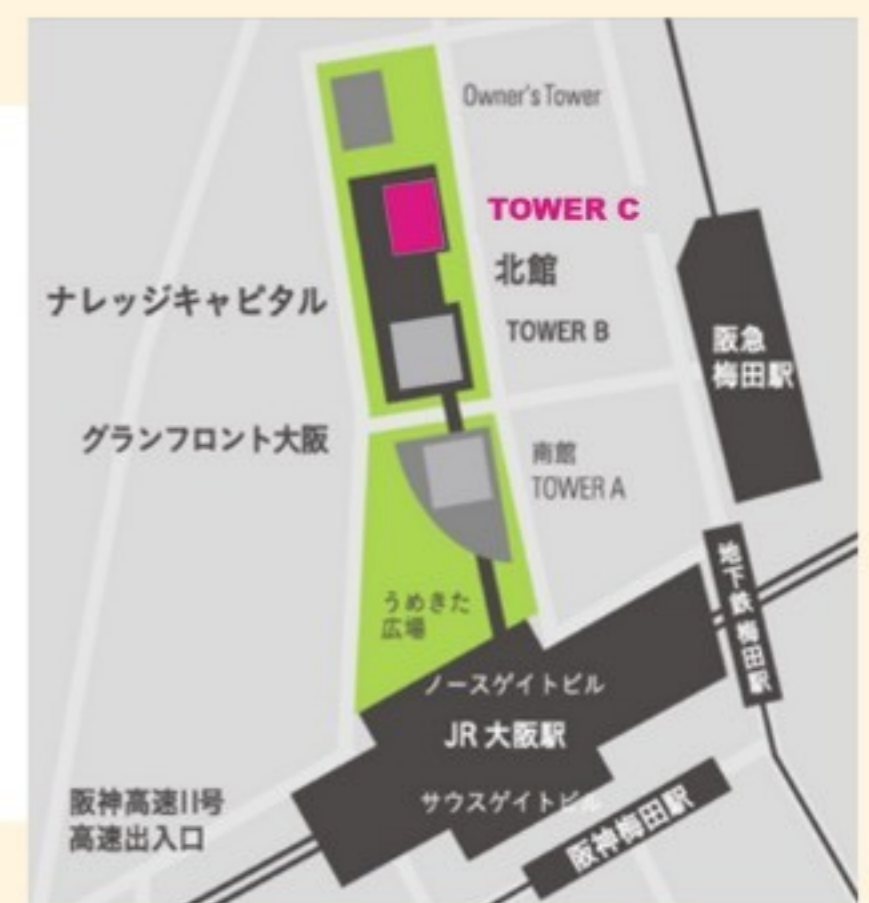 Owner's Tower
TOWER C
北館
ナレッジキャピタル
TOWER B
阪急
梅田駅
グランフロント大阪
南館
TOWER A
地下鉄 梅田駅
うめきた
広場
ノースゲイトビル
JR 大阪駅
阪神高速11号
高速出入口
サウスゲイトビル
阪神梅田駅